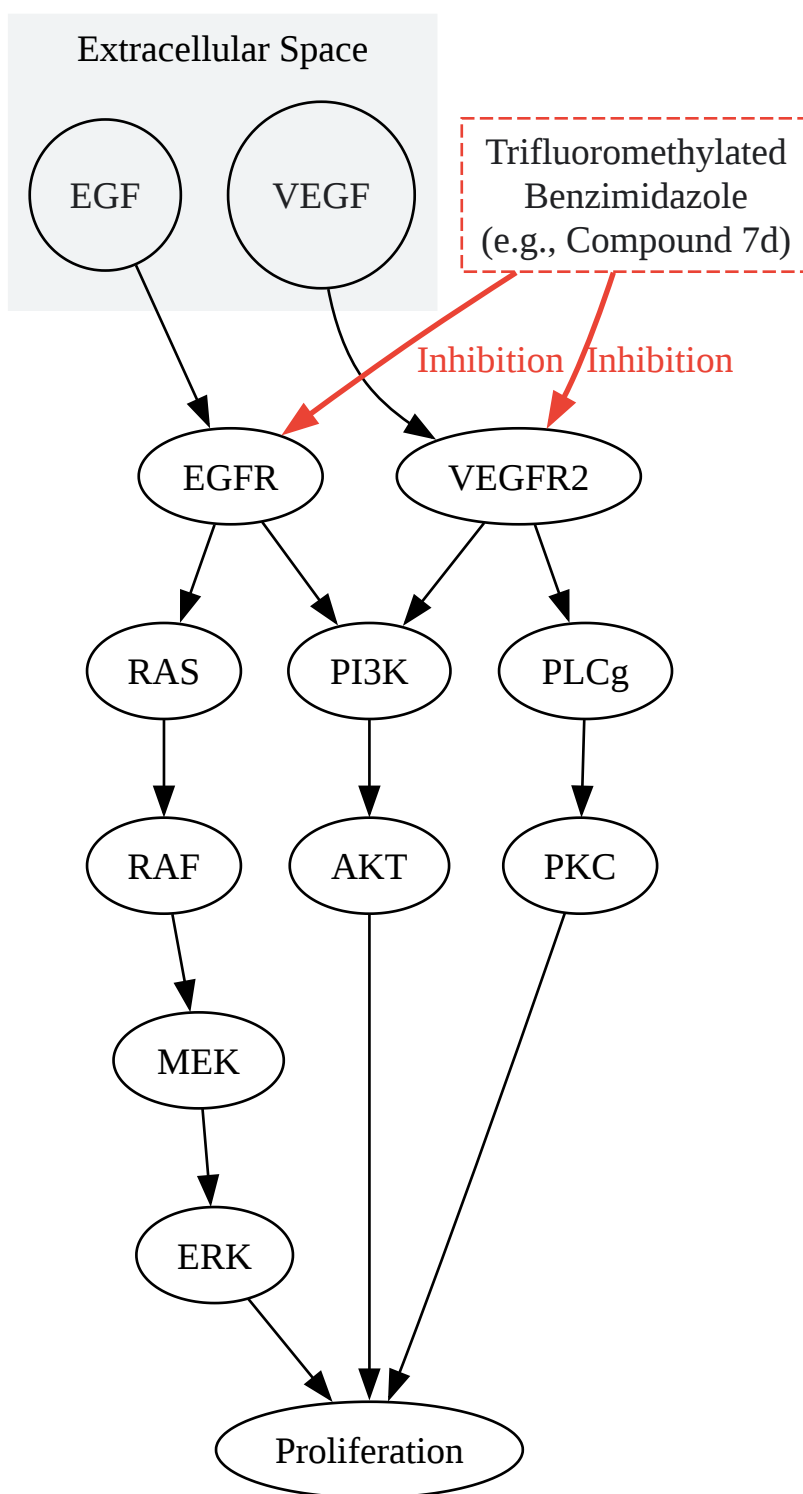 Extracellular Space
EGF
VEGF
Trifluoromethylated
Benzimidazole
(e.g., Compound 7d)
Inhibition
Inhibition
EGFR
VEGFR2
RAS
PI3K
PLCg
RAF
AKT
PKC
MEK
ERK
Proliferation